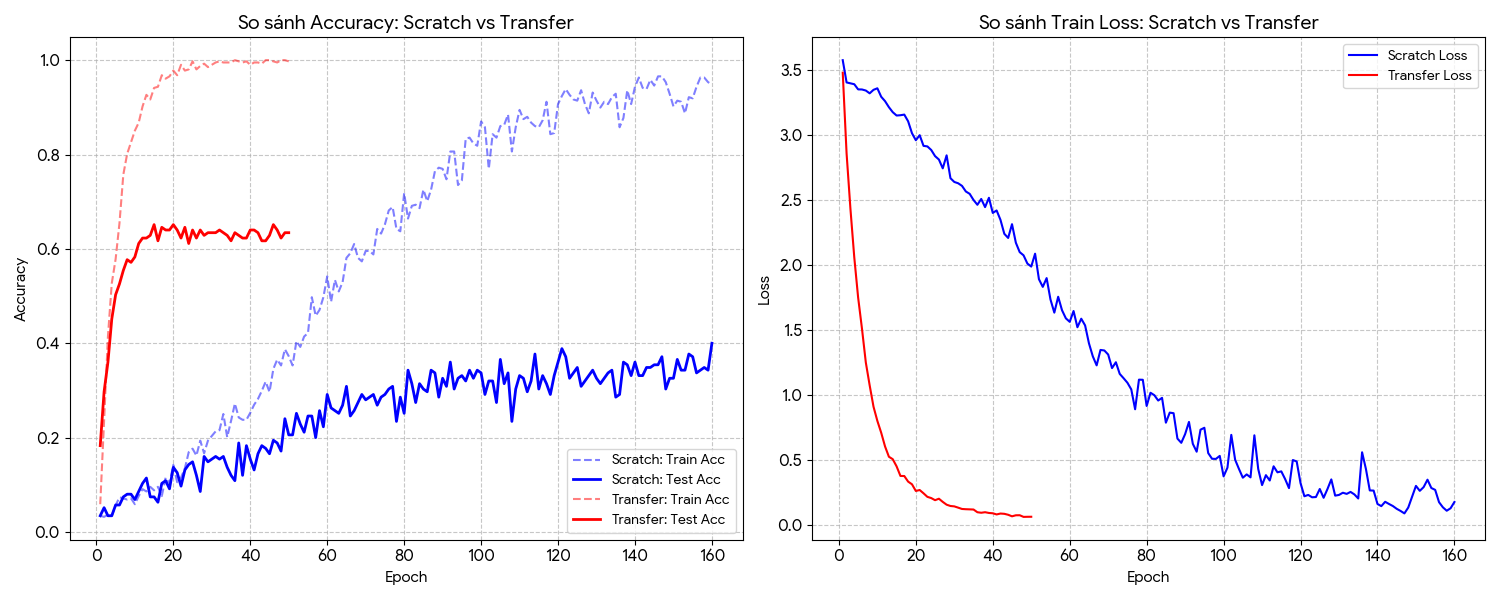 So sánh Accuracy: Scratch vs Transfer
Accuracy
1.0
0.8
0.6
0.4
0.2
0.0
Scratch: Train Acc
Scratch: Test Acc
Transfer: Train Acc
Transfer: Test Acc
0 20 40 60 80 100 120 140 160
Epoch
So sánh Train Loss: Scratch vs Transfer
Loss
3.5
3.0
2.5
2.0
1.5
1.0
0.5
0.0
Scratch Loss
Transfer Loss
0 20 40 60 80 100 120 140 160
Epoch